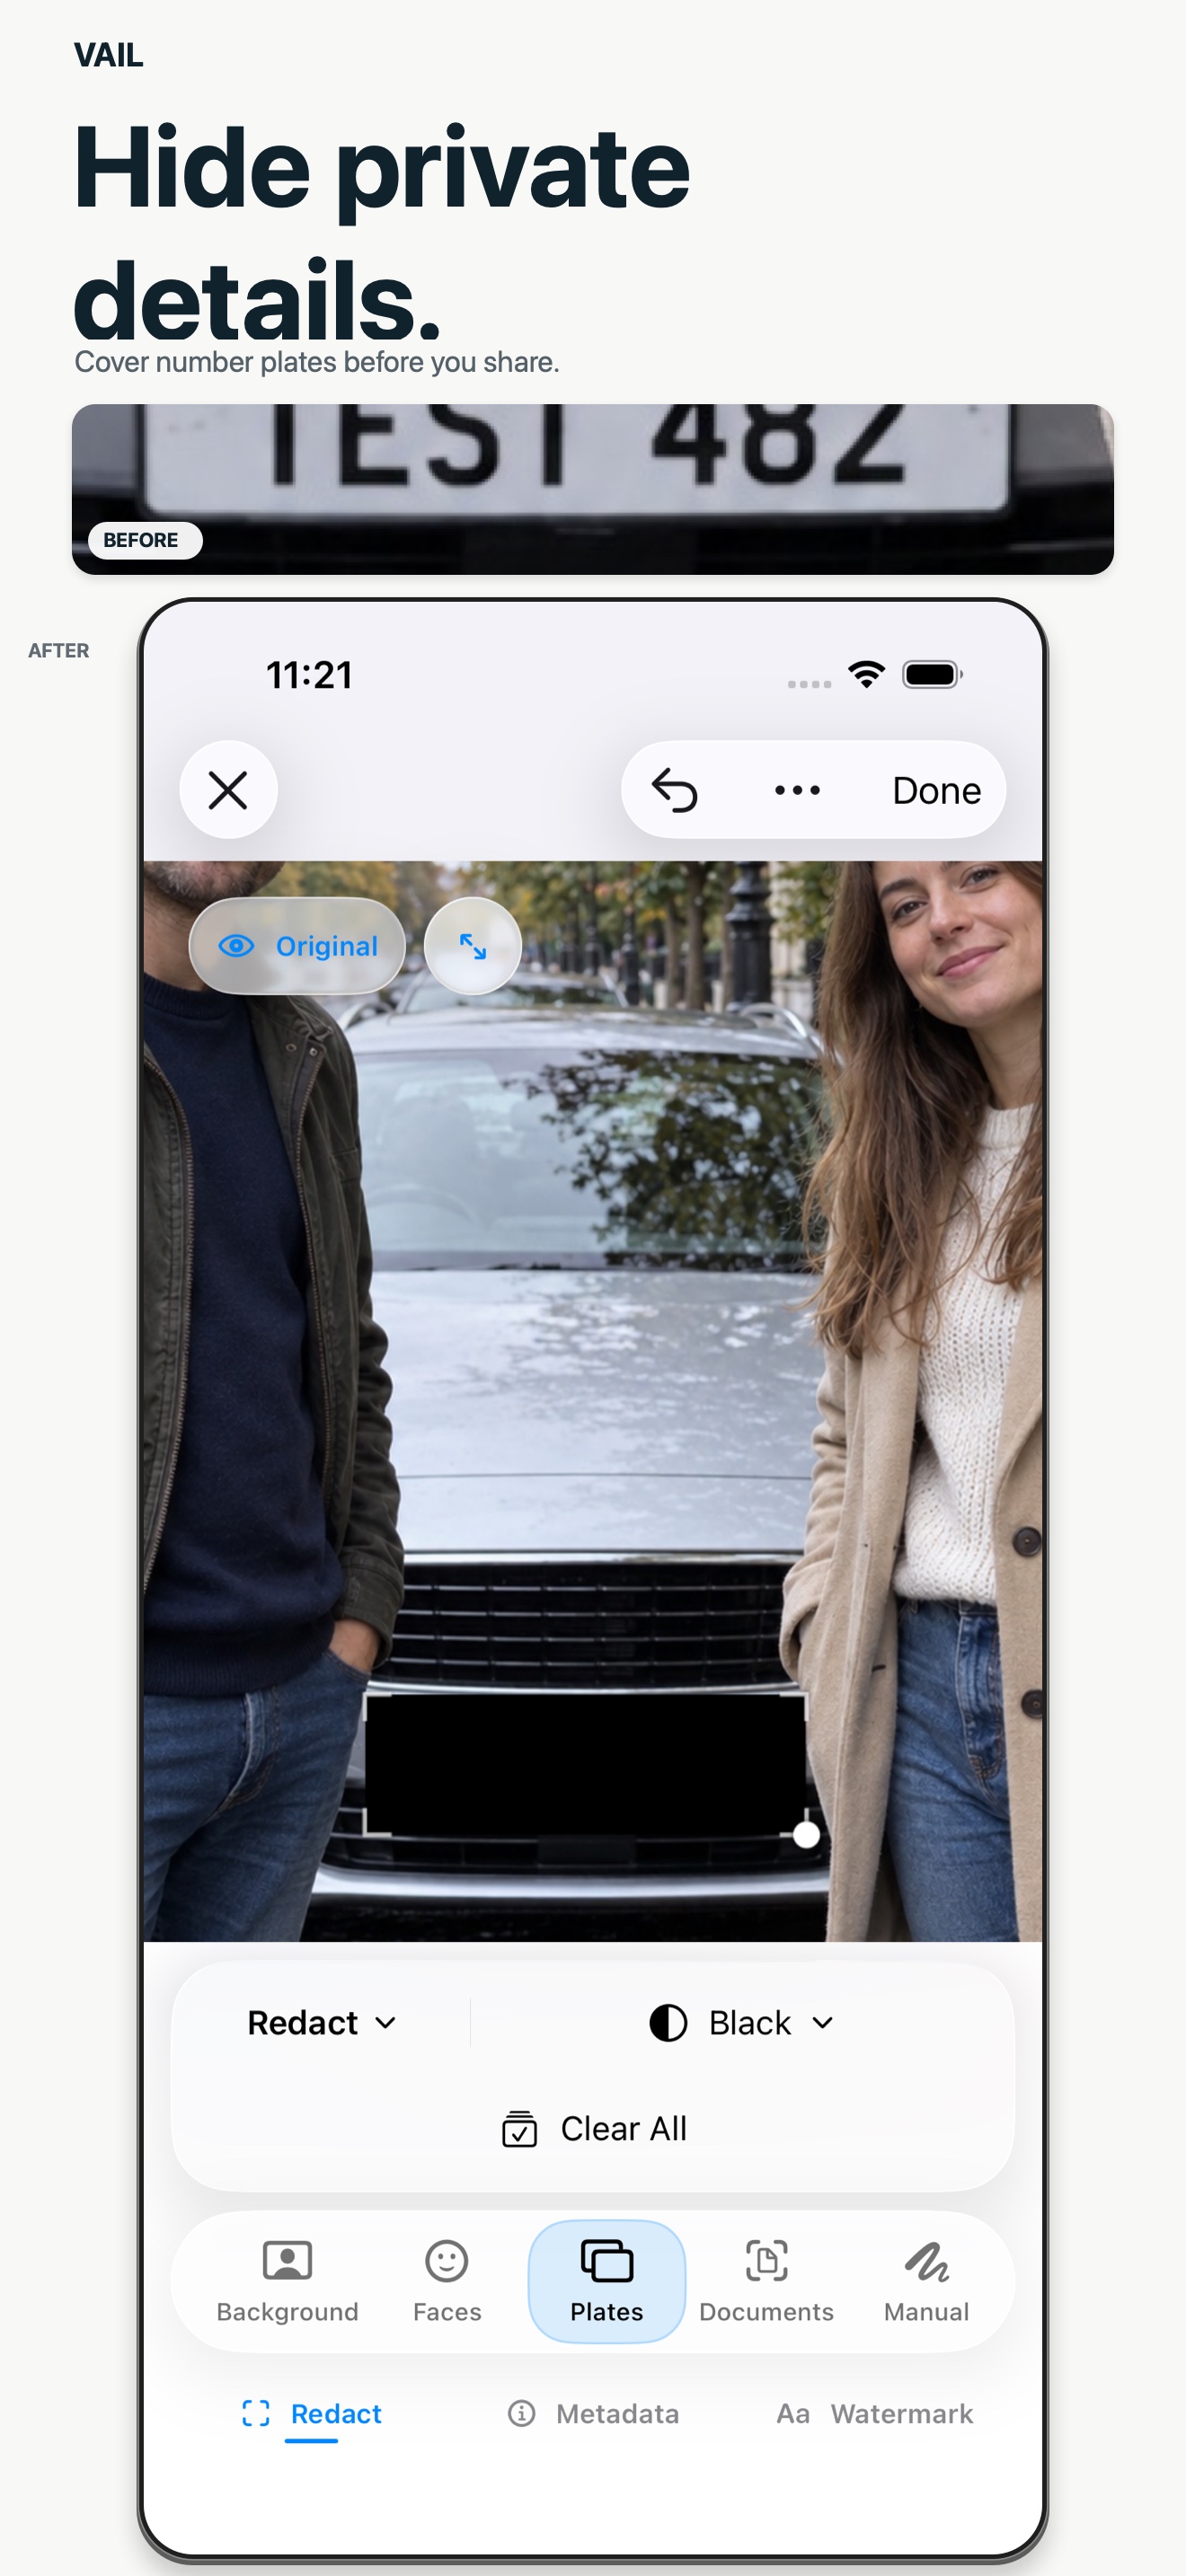 VAIL
Hide private
details.
Cover number plates before you share.
TEST 482
BEFORE
AFTER
11:21
Done
Original
Redact
Black
Clear All
Background
Faces
Plates
Documents
Manual
Redact
Metadata
Aa Watermark